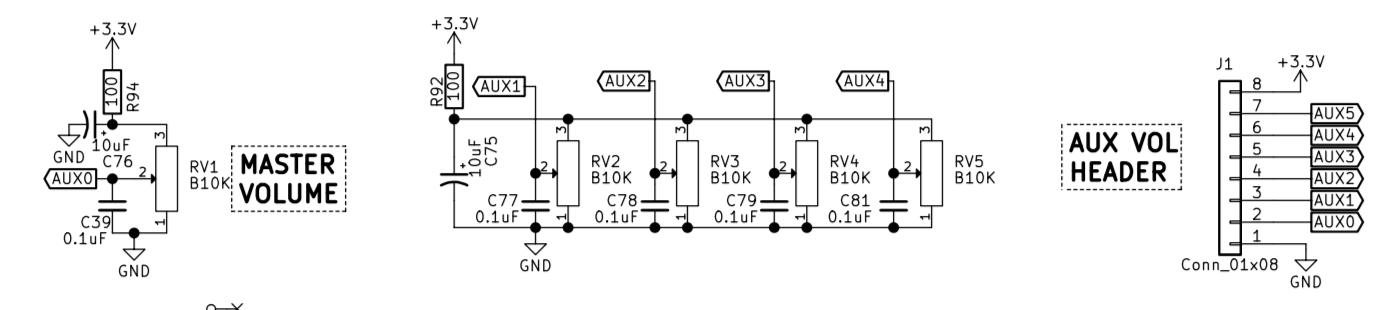 +3.3V
100
R94
10uF
C76
GND
3
2
1
AUX0
RV1
B10K
C39
0.1uF
GND
MASTER
VOLUME
+3.3V
R92
100
AUX1
AUX2
AUX3
AUX4
10uF
C75
3
2
1
RV2
B10K
C77
0.1uF
3
2
1
RV3
B10K
C78
0.1uF
3
2
1
RV4
B10K
C79
0.1uF
3
2
1
RV5
B10K
C81
0.1uF
GND
AUX VOL
HEADER
J1
+3.3V
8
7 AUX5
6 AUX4
5 AUX3
4 AUX2
3 AUX1
2 AUX0
1
Conn_01x08
GND